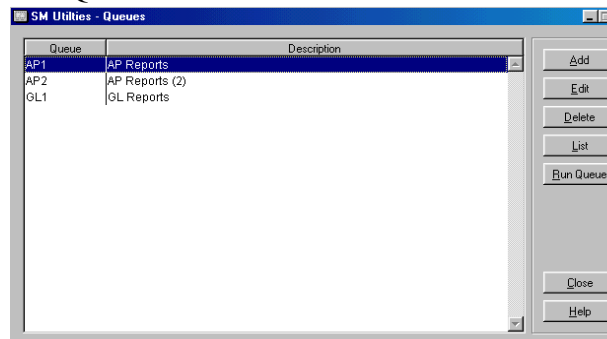 SM Utilties - Queues
Queue Description
AP1 AP Reports
AP2 AP Reports (2)
GL1 GL Reports
Add
Edit
Delete
List
Run Queue
Close
Help